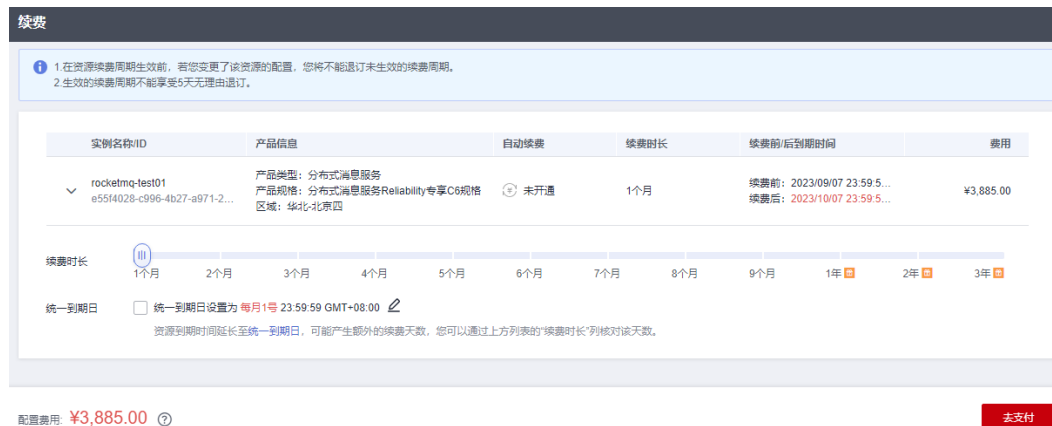 续费
1.在资源续费周期生效前，若您变更了该资源的配置，您将不能退订未生效的续费周期。
2.生效的续费周期不能享受5天无理由退订。
实例名称/ID 产品信息 自动续费 续费时长 续费前/后到期时间 费用
rocketmq-test01
e55f4028-c996-4b27-a971-2...
产品类型：分布式消息服务
产品规格：分布式消息服务Reliability专享C6规格
区域：华北-北京四
未开通
1个月
续费前：2023/09/07 23:59:5...
续费后：2023/10/07 23:59:5...
¥3,885.00
续费时长
1个月 2个月 3个月 4个月 5个月 6个月 7个月 8个月 9个月 1年 2年 3年
统一到期日 统一到期日设置为 每月1号 23:59:59 GMT+08:00
资源到期时间延长至统一到期日，可能产生额外的续费天数，您可以通过上方列表的“续费时长”列核对该天数。
配置费用: ¥3,885.00
去支付